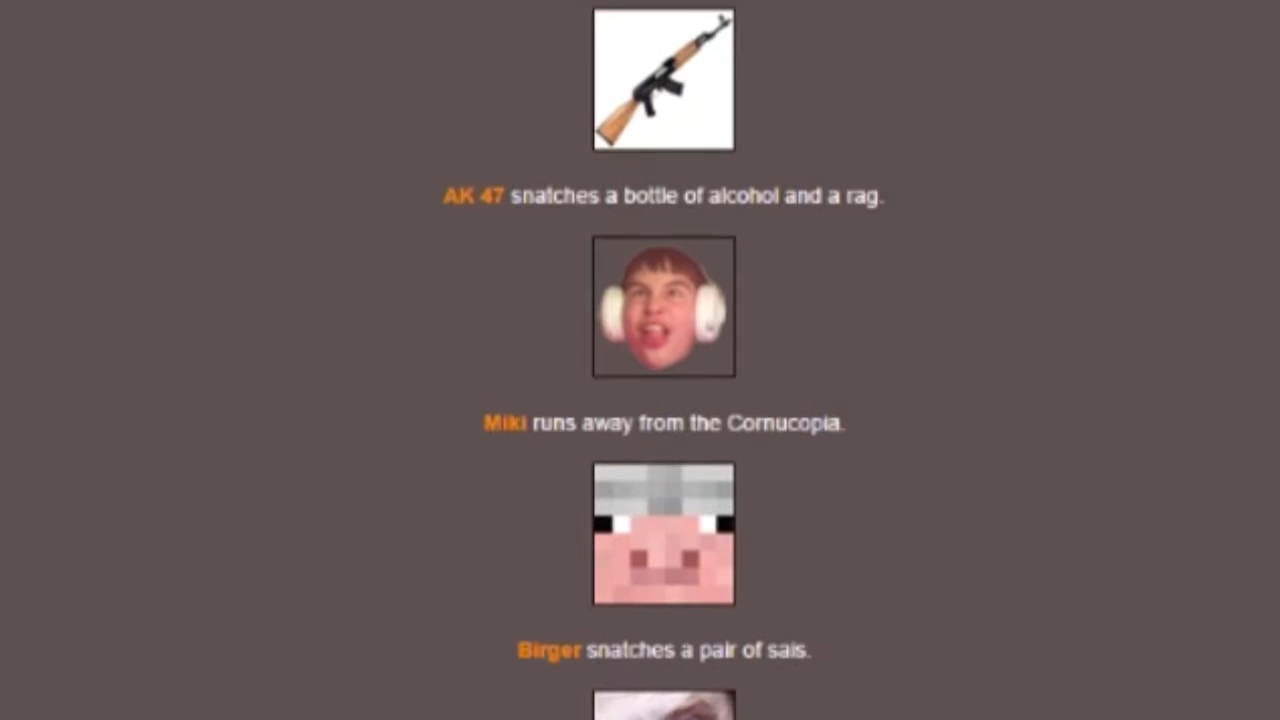 AK 47 snatches a bottle of alcohol and a rag.
Miki runs away from the Cornucopia.
Birger snatches a pair of sais.